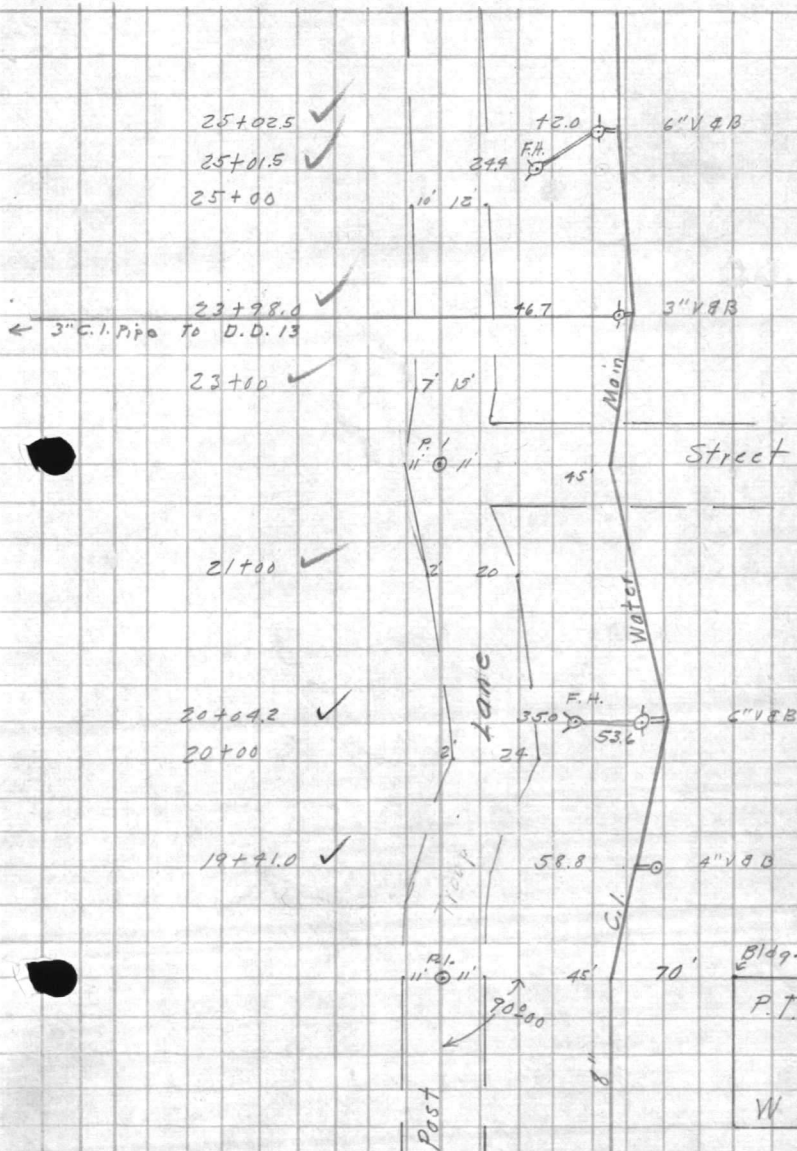 25+02.5 42.0 6" V & B
25+01.5 24.4 F.H.
25+00 10' 12'
23+98.0 46.7 3" V & B
← 3" C.I. Pipe To D.D. 13
23+00 7' 15'
Main
P.I.
11' 11' Street
45'
21+00 2' 20
Water
Lane
F.H.
20+04.2 35.0 6" V & B
53.6
20+00 2' 24
19+41.0 58.8 4" V & B
Troup
C.I.
P.I. Bldg.
11' 11' 45' 70'
90°00 P.T.
8"
Post
W